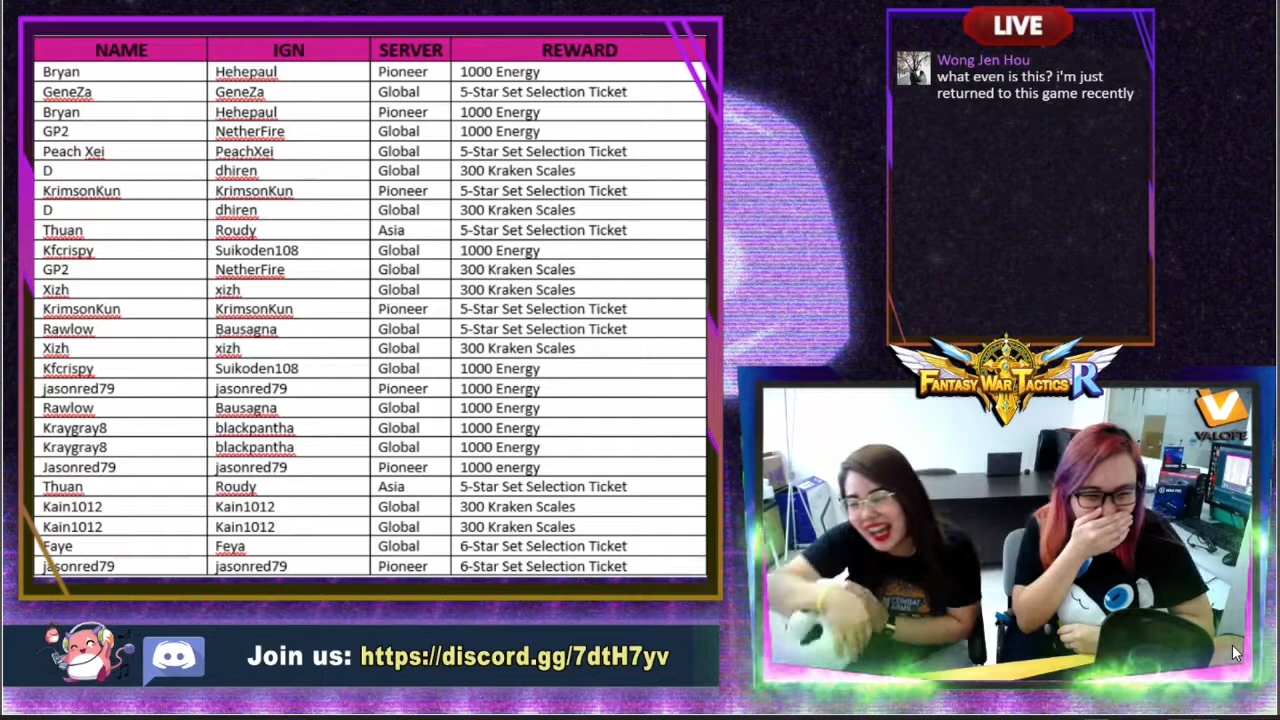 NAME IGN SERVER REWARD
Bryan Hehepaul Pioneer 1000 Energy
GeneZa GeneZa Global 5-Star Set Selection Ticket
Bryan Hehepaul Pioneer 1000 Energy
GP2 NetherFire Global 1000 Energy
Peach Xei PeachXei Global 5-Star Set Selection Ticket
D dhiren Global 300 Kraken Scales
KrimsonKun KrimsonKun Pioneer 5-Star Set Selection Ticket
D dhiren Global 300 Kraken Scales
Thuan Roudy Asia 5-Star Set Selection Ticket
Kfcrispy Suikoden108 Global 1000 Energy
GP2 NetherFire Global 300 Kraken Scales
Xizh xizh Global 300 Kraken Scales
KrimsonKun KrimsonKun Pioneer 5-Star Set Selection Ticket
Rawlow Bausagna Global 5-Star Set Selection Ticket
Xizh xizh Global 300 Kraken Scales
Kfcrispy Suikoden108 Global 1000 Energy
jasonred79 jasonred79 Pioneer 1000 Energy
Rawlow Bausagna Global 1000 Energy
Kraygray8 blackpantha Global 1000 Energy
Kraygray8 blackpantha Global 1000 Energy
Jasonred79 jasonred79 Pioneer 1000 energy
Thuan Roudy Asia 5-Star Set Selection Ticket
Kain1012 Kain1012 Global 300 Kraken Scales
Kain1012 Kain1012 Global 300 Kraken Scales
Faye Feya Global 6-Star Set Selection Ticket
jasonred79 jasonred79 Pioneer 6-Star Set Selection Ticket
LIVE
Wong Jen Hou
what even is this? i'm just
returned to this game recently
FANTASY WAR TACTICS R
VALOFE
Join us: https://discord.gg/7dtH7yv